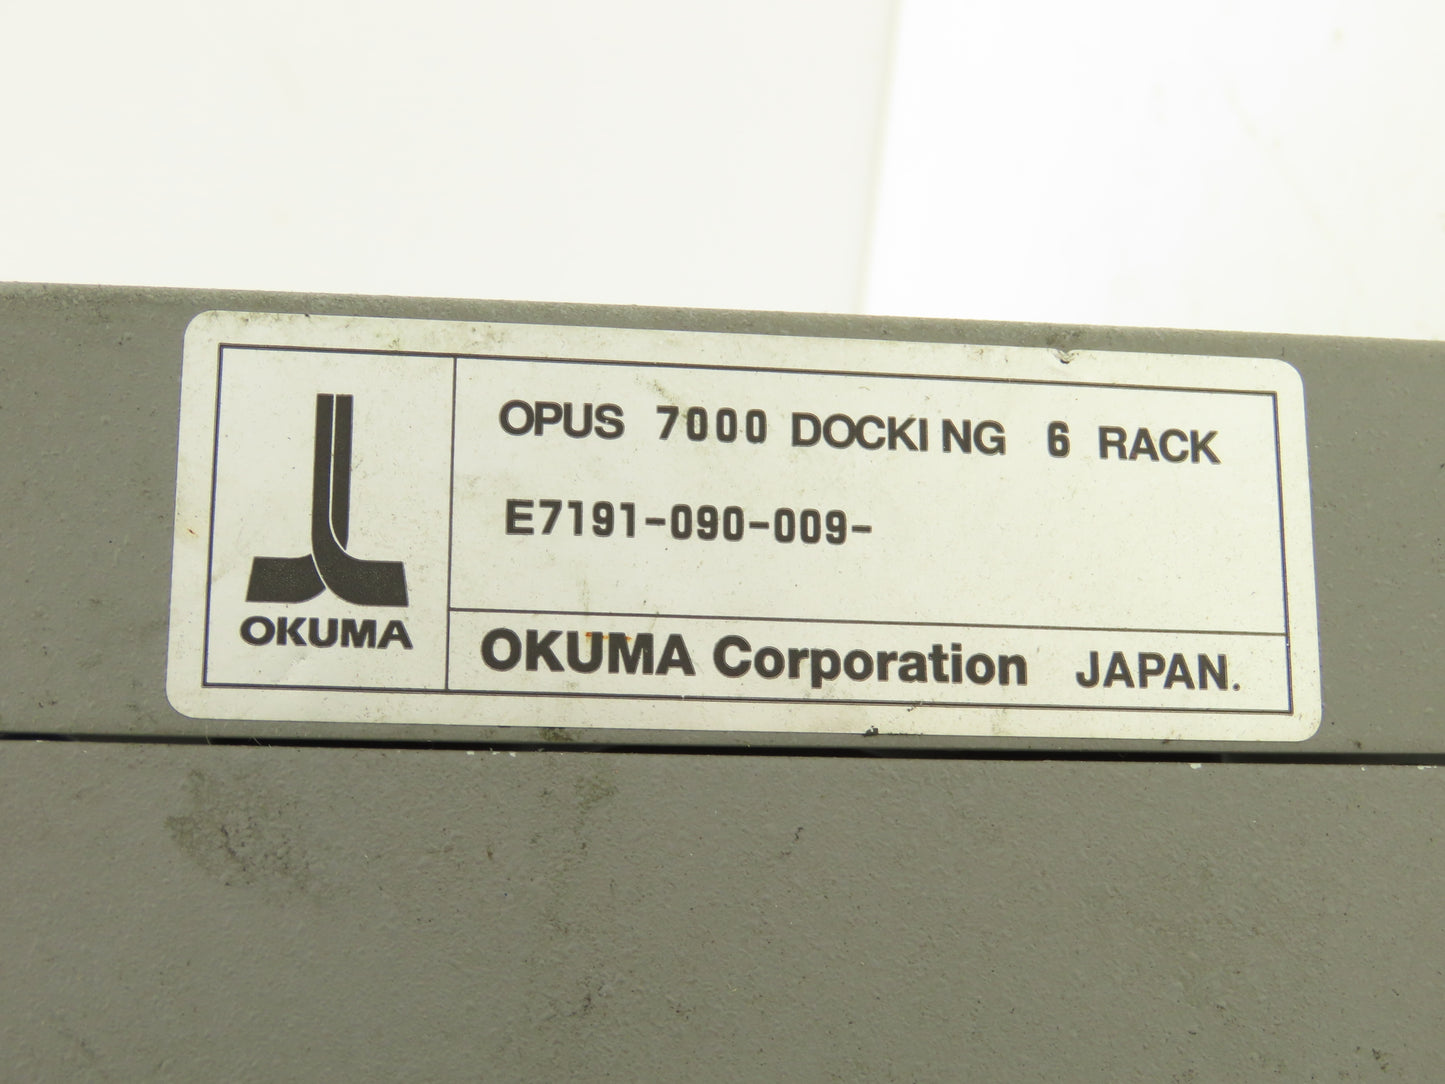 OPUS 7000 DOCKING 6 RACK
E7191-090-009-
OKUMA
OKUMA Corporation JAPAN.